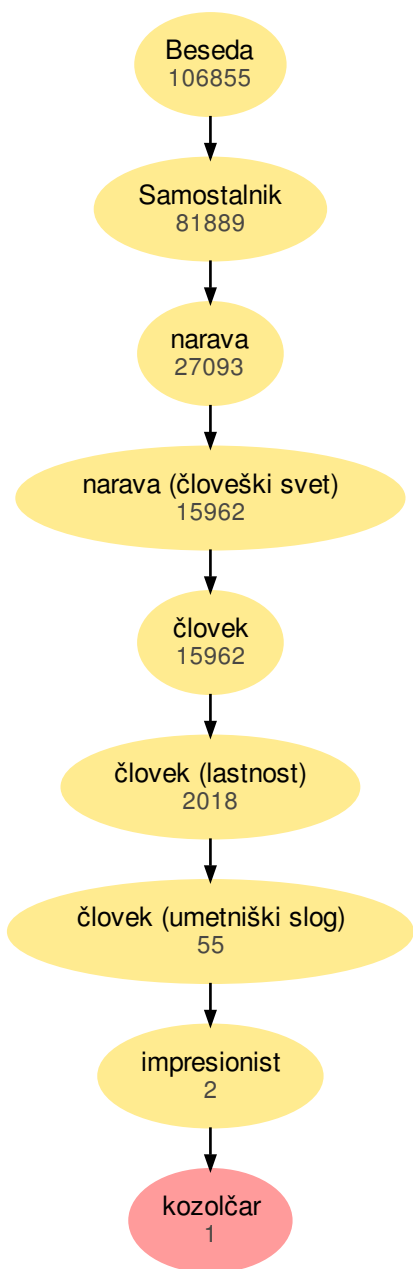 Beseda
106855
Samostalnik
81889
narava
27093
narava (človeški svet)
15962
človek
15962
človek (lastnost)
2018
človek (umetniški slog)
55
impresionist
2
kozolčar
1